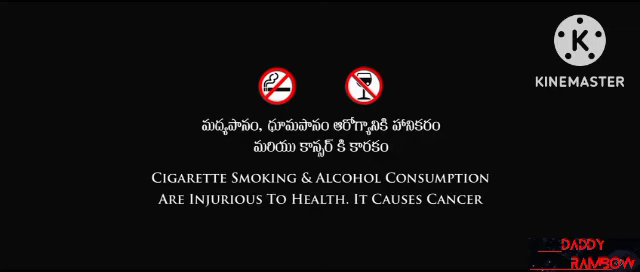 KINEMASTER
మద్యపానం, ధూమపానం ఆరోగ్యానికి హానికరం
మరియు కాన్సర్ కి కారకం
CIGARETTE SMOKING & ALCOHOL CONSUMPTION
ARE INJURIOUS TO HEALTH. IT CAUSES CANCER
DADDY
RAMBOW